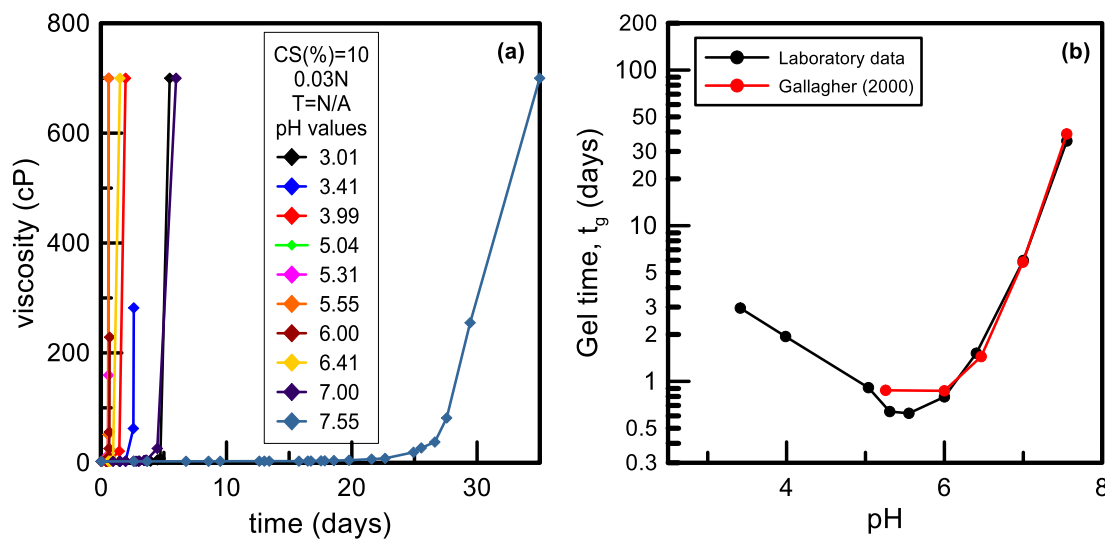 800
600
400
200
0
viscosity (cP)
0
10
20
30
time (days)
(a)
CS(%)=10
0.03N
T=N/A
pH values
3.01
3.41
3.99
5.04
5.31
5.55
6.00
6.41
7.00
7.55
200
100
50
30
20
10
5
3
2
1
0.5
0.3
Gel time, tg (days)
4
6
8
pH
(b)
Laboratory data
Gallagher (2000)